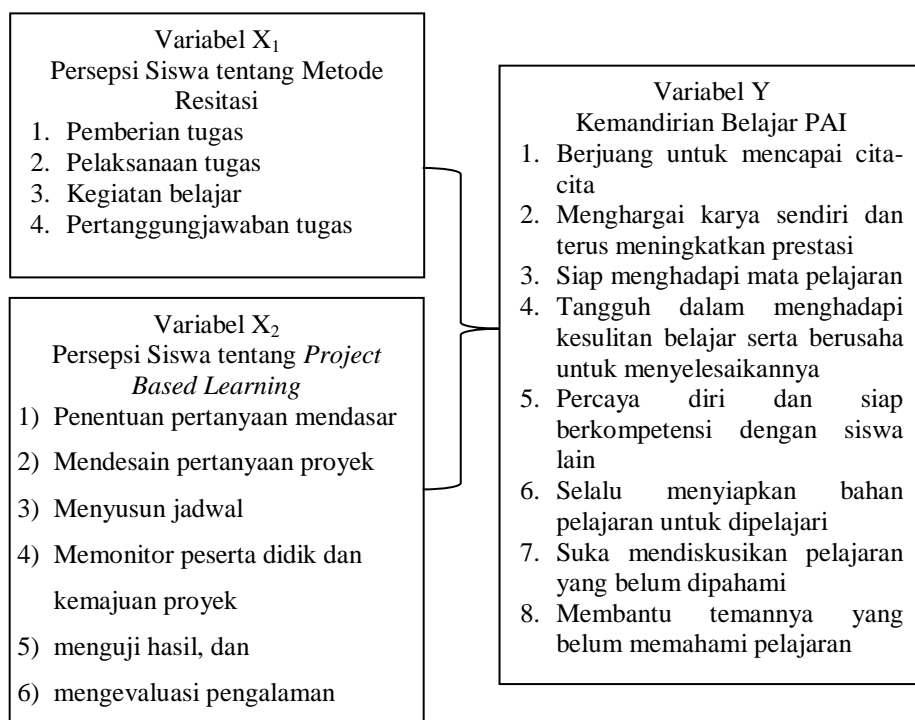 Variabel X₁
Persepsi Siswa tentang Metode
Resitasi
1. Pemberian tugas
2. Pelaksanaan tugas
3. Kegiatan belajar
4. Pertanggungjawaban tugas
Variabel X₂
Persepsi Siswa tentang Project
Based Learning
1) Penentuan pertanyaan mendasar
2) Mendesain pertanyaan proyek
3) Menyusun jadwal
4) Memonitor peserta didik dan
kemajuan proyek
5) menguji hasil, dan
6) mengevaluasi pengalaman
Variabel Y
Kemandirian Belajar PAI
1. Berjuang untuk mencapai cita-
cita
2. Menghargai karya sendiri dan
terus meningkatkan prestasi
3. Siap menghadapi mata pelajaran
4. Tangguh dalam menghadapi
kesulitan belajar serta berusaha
untuk menyelesaikannya
5. Percaya diri dan siap
berkompetensi dengan siswa
lain
6. Selalu menyiapkan bahan
pelajaran untuk dipelajari
7. Suka mendiskusikan pelajaran
yang belum dipahami
8. Membantu temannya yang
belum memahami pelajaran